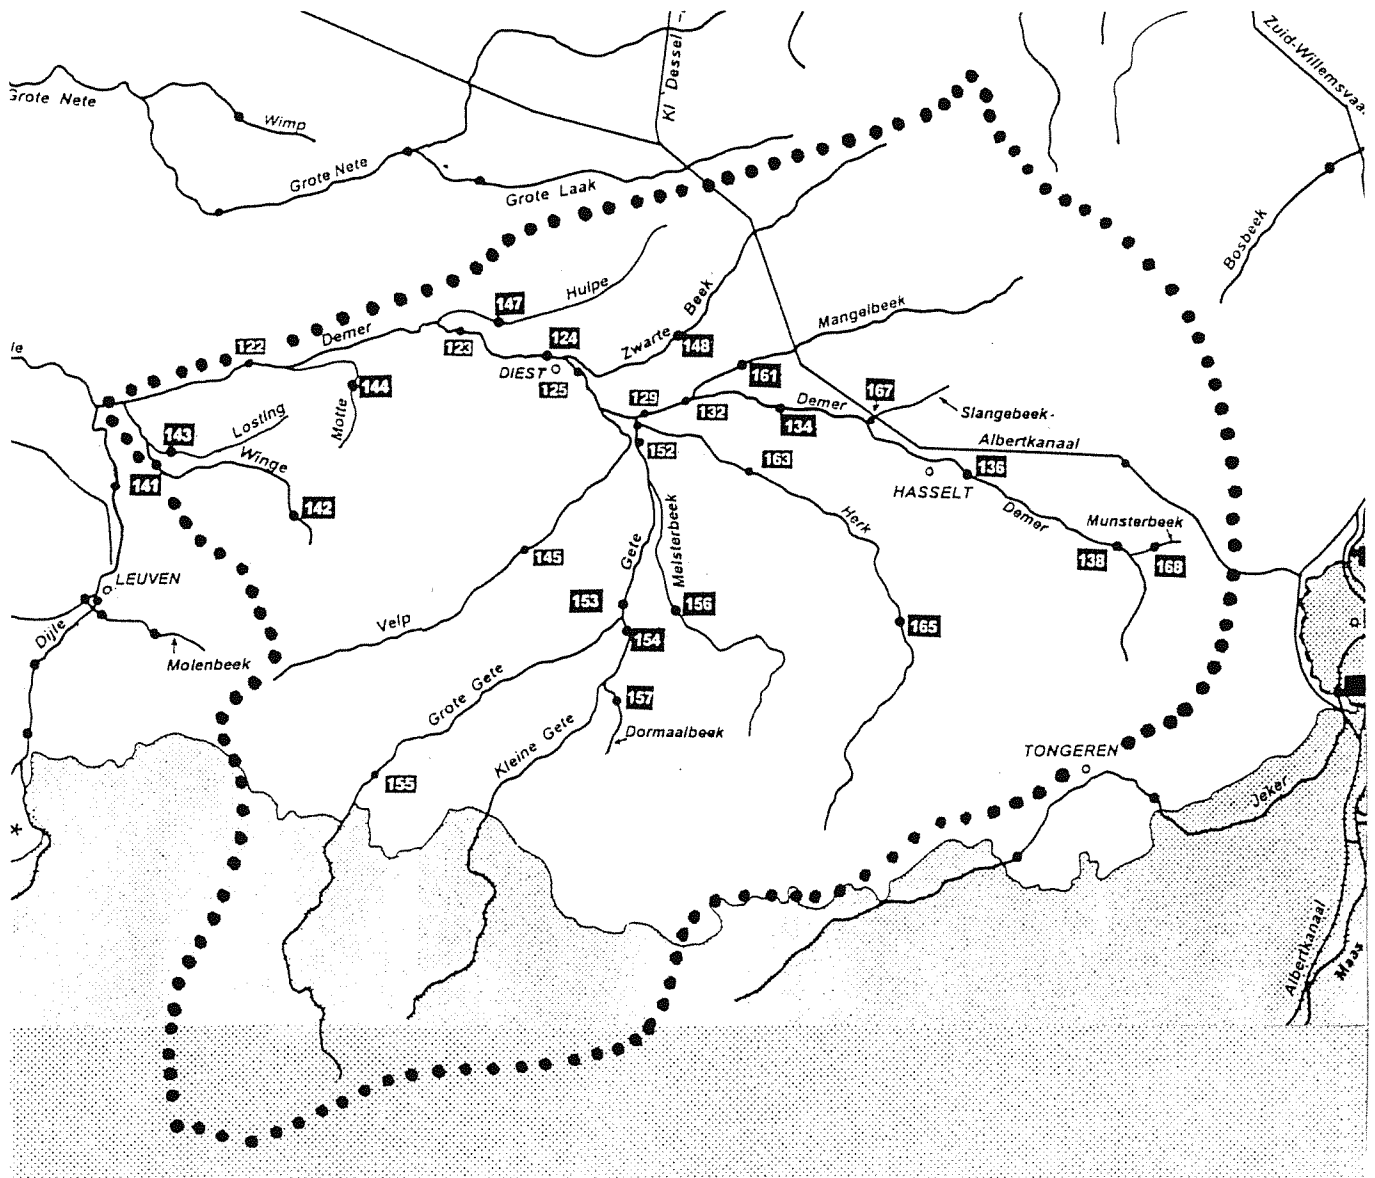 Zuid-Willemsvaa
Kl Dessel
Grote Nete
Wimp
Grote Nete
Grote Laak
Bosbeek
Hulpe
147
Zwarte Beek
148
Mangelbeek
le
122
Demer
123
124
DIEST
125
144
Motte
161
129
132
Demer
134
167
Slangebeek
Albertkanaal
143
Losting
Winge
141
142
152
163
136
HASSELT
Demer
Munsterbeek
138
168
Herk
Melsterbeek
Gete
145
LEUVEN
Dijle
Molenbeek
Velp
153
156
154
165
157
Grote Gete
Kleine Gete
Dormaalbeek
155
TONGEREN
Jeker
*
Albertkanaal
Maas